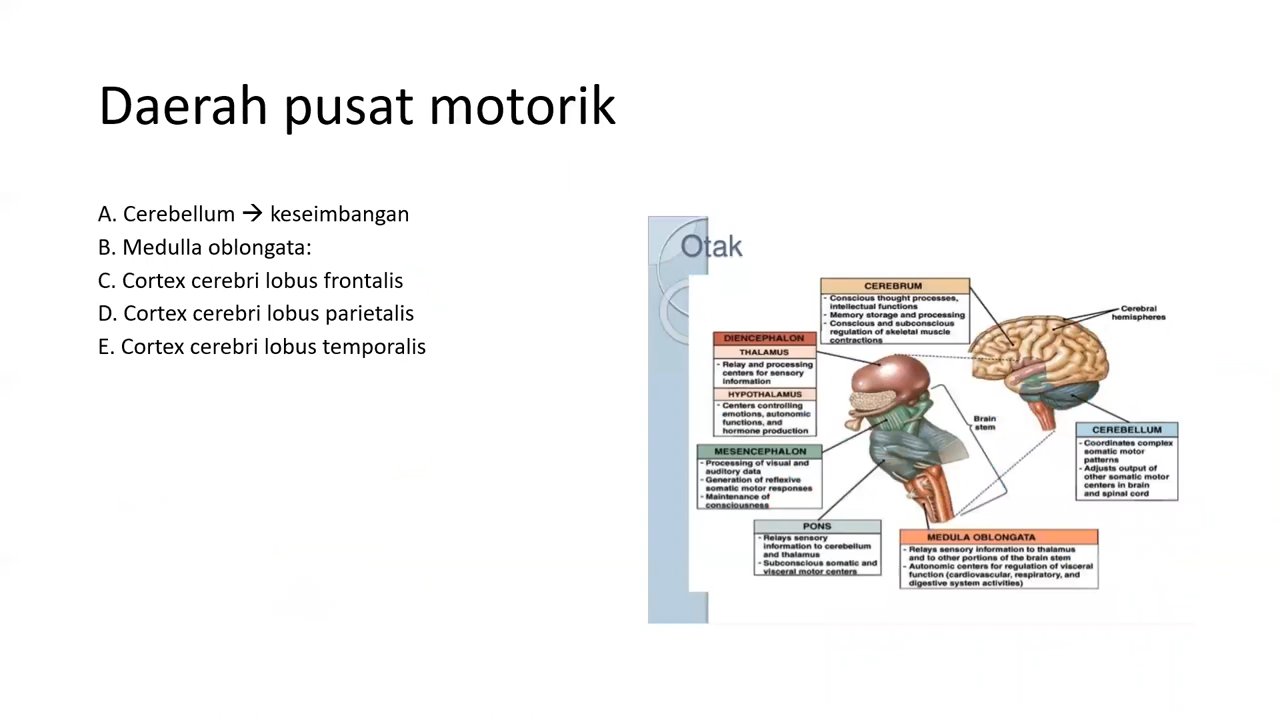 Daerah pusat motorik
A. Cerebellum → keseimbangan
B. Medulla oblongata:
C. Cortex cerebri lobus frontalis
D. Cortex cerebri lobus parietalis
E. Cortex cerebri lobus temporalis
Otak
CEREBRUM
- Conscious thought processes,
intellectual functions
- Memory storage and processing
- Conscious and subconscious
regulation of skeletal muscle
contractions
Cerebral
hemispheres
DIENCEPHALON
THALAMUS
- Relay and processing
centers for sensory
information
HYPOTHALAMUS
- Centers controlling
emotions, autonomic
functions, and
hormone production
Brain
stem
CEREBELLUM
- Coordinates complex
somatic motor
patterns
- Adjusts output of
other somatic motor
centers in brain
and spinal cord
MESENCEPHALON
- Processing of visual and
auditory data
- Generation of reflexive
somatic motor responses
- Maintenance of
consciousness
PONS
- Relays sensory
information to cerebellum
and thalamus
- Subconscious somatic and
visceral motor centers
MEDULA OBLONGATA
- Relays sensory information to thalamus
and to other portions of the brain stem
- Autonomic centers for regulation of visceral
function (cardiovascular, respiratory, and
digestive system activities)